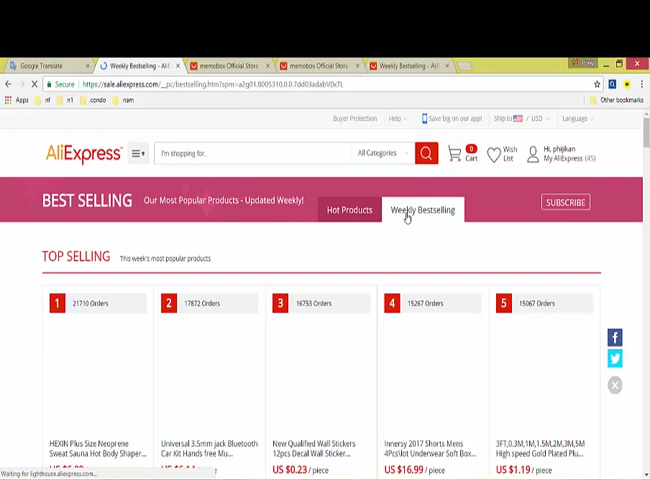 Google Translate
Weekly Bestselling - Al
memobox Official Store
memobox Official Store
Weekly Bestselling - Al
Secure
https://sale.aliexpress.com/__pc/bestselling.htm?spm=
Apps nf n1 condo nam Other bookmarks
Buyer Protection Help Save big on our app! Ship to / USD Language
AliExpress
I'm shopping for...
All Categories
0
Cart
Wish
List
Hi, phijikan
My AliExpress (45)
BEST SELLING
Our Most Popular Products - Updated Weekly!
Hot Products
Weekly Bestselling
SUBSCRIBE
TOP SELLING
This week's most popular products
1 21710 Orders
2 17872 Orders
3 16753 Orders
4 15267 Orders
5 15067 Orders
HEXIN Plus Size Neoprene
Sweat Sauna Hot Body Shaper...
Universal 3.5mm jack Bluetooth
Car Kit Hands free Mu...
US
New Qualified Wall Stickers
12pcs Decal Wall Sticker...
US $0.23 / piece
Innersy 2017 Shorts Mens
4Pcs\lot Underwear Soft Box...
US $16.99 / piece
3FT,0.3M,1M,1.5M,2M,3M,5M
High speed Gold Plated Plu...
US $1.19 / piece
Waiting for lighthouse.aliexpress.com...